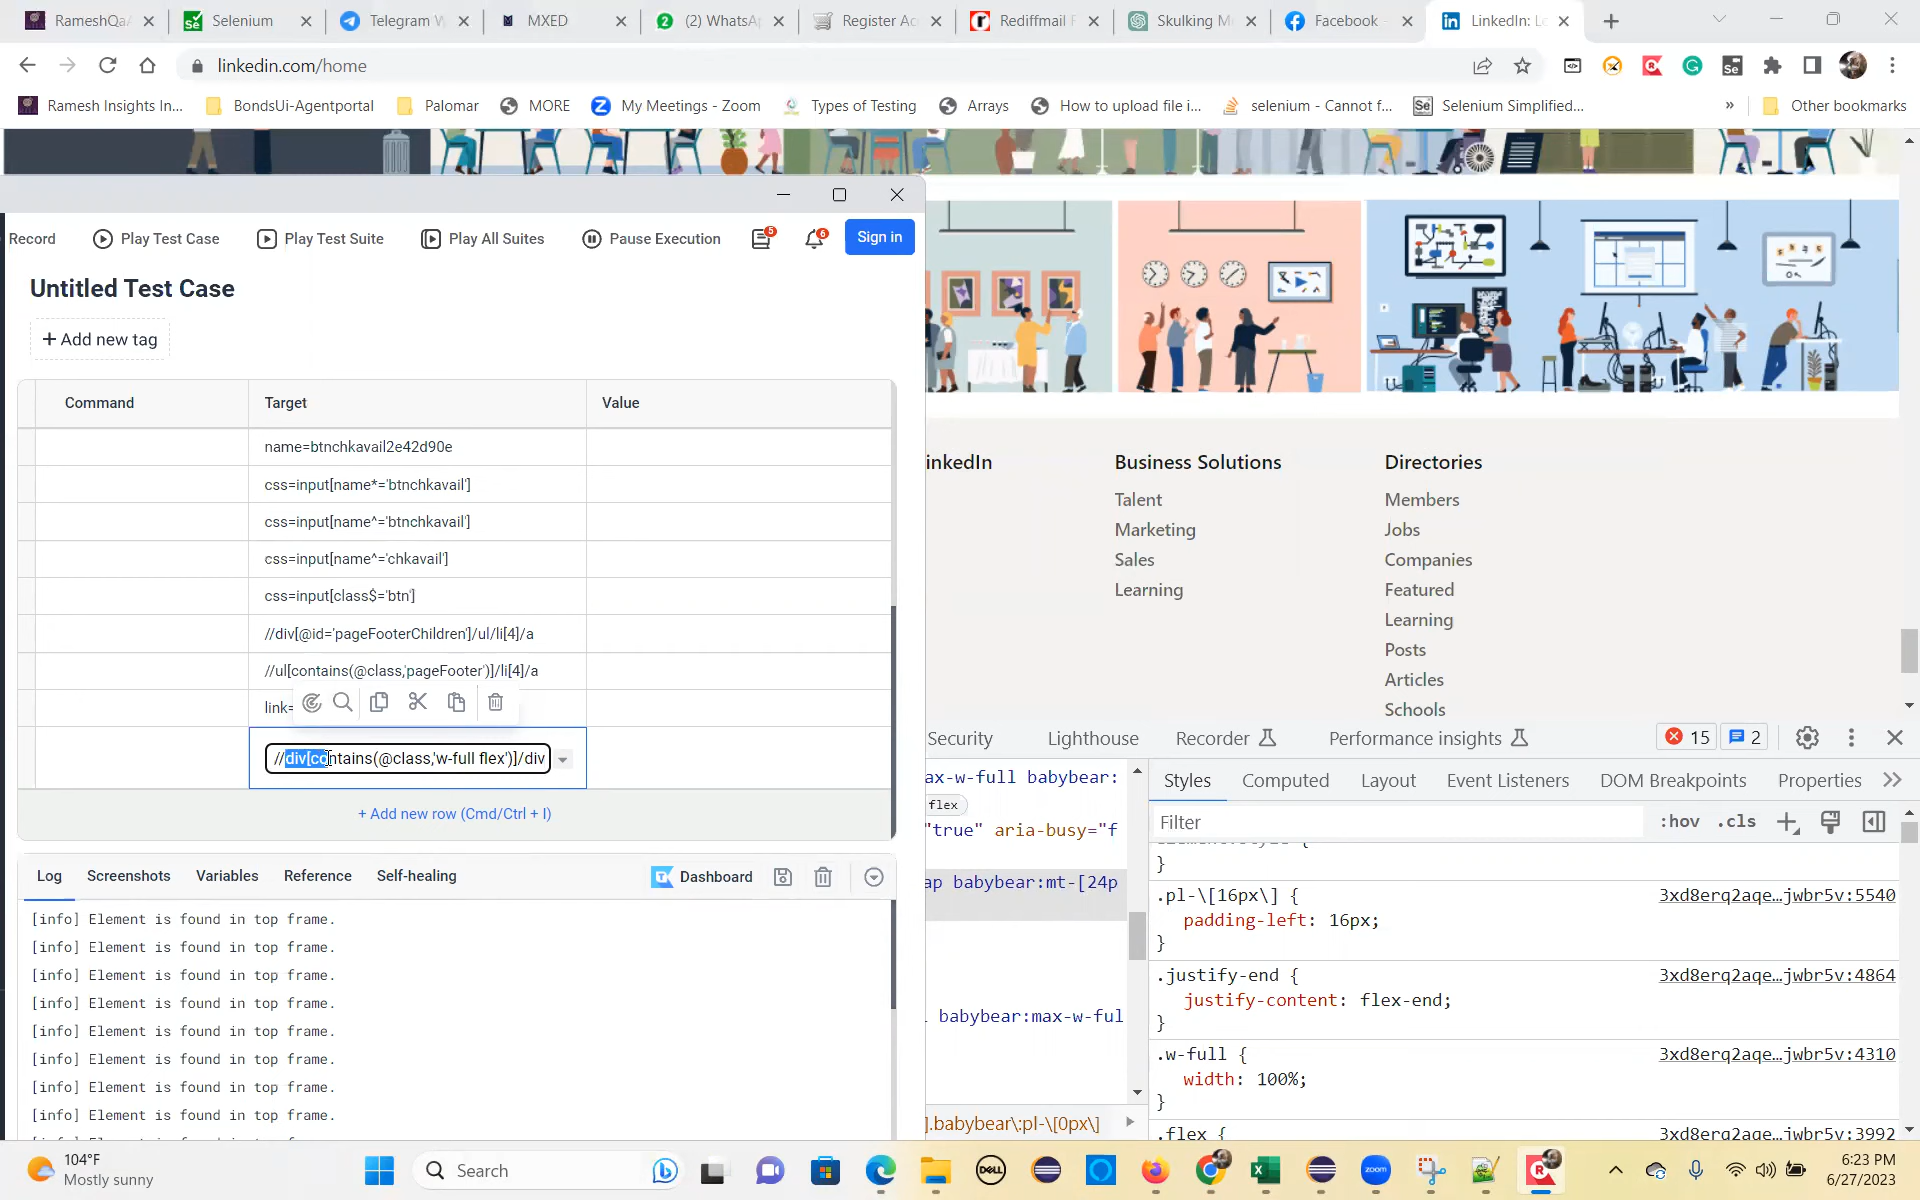 RameshQaA
Selenium
Telegram W
MXED
(2) WhatsA
Register Ac
Rediffmail F
Skulking M
Facebook -
LinkedIn: Lo
linkedin.com/home
Ramesh Insights In...
BondsUi-Agentportal
Palomar
MORE
My Meetings - Zoom
Types of Testing
Arrays
How to upload file i...
selenium - Cannot f...
Selenium Simplified...
»
Other bookmarks
Record
Play Test Case
Play Test Suite
Play All Suites
Pause Execution
5
6
Sign in
Untitled Test Case
+ Add new tag
Command
Target
Value
name=btnchkavail2e42d90e
css=input[name*='btnchkavail']
css=input[name^='btnchkavail']
css=input[name^='chkavail']
css=input[class$='btn']
//div[@id='pageFooterChildren']/ul/li[4]/a
//ul[contains(@class,'pageFooter')]/li[4]/a
link=
//div[contains(@class,'w-full flex')]/div
+ Add new row (Cmd/Ctrl + I)
Log
Screenshots
Variables
Reference
Self-healing
Dashboard
[info] Element is found in top frame.
[info] Element is found in top frame.
[info] Element is found in top frame.
[info] Element is found in top frame.
[info] Element is found in top frame.
[info] Element is found in top frame.
[info] Element is found in top frame.
[info] Element is found in top frame.
inkedIn
Business Solutions
Talent
Marketing
Sales
Learning
Directories
Members
Jobs
Companies
Featured
Learning
Posts
Articles
Schools
Security
Lighthouse
Recorder
Performance insights
15
2
ax-w-full babybear:
flex
"true" aria-busy="f
ap babybear:mt-[24p
babybear:max-w-ful
].babybear\:pl-\[0px\]
Styles
Computed
Layout
Event Listeners
DOM Breakpoints
Properties
Filter
:hov
.cls
}
.pl-\[16px\] {
3xd8erq2aqe…jwbr5v:5540
padding-left: 16px;
}
.justify-end {
3xd8erq2aqe…jwbr5v:4864
justify-content: flex-end;
}
.w-full {
3xd8erq2aqe…jwbr5v:4310
width: 100%;
}
.flex {
3xd8erq2aqe…jwbr5v:3992
104°F
Mostly sunny
Search
DELL
zoom
6:23 PM
6/27/2023